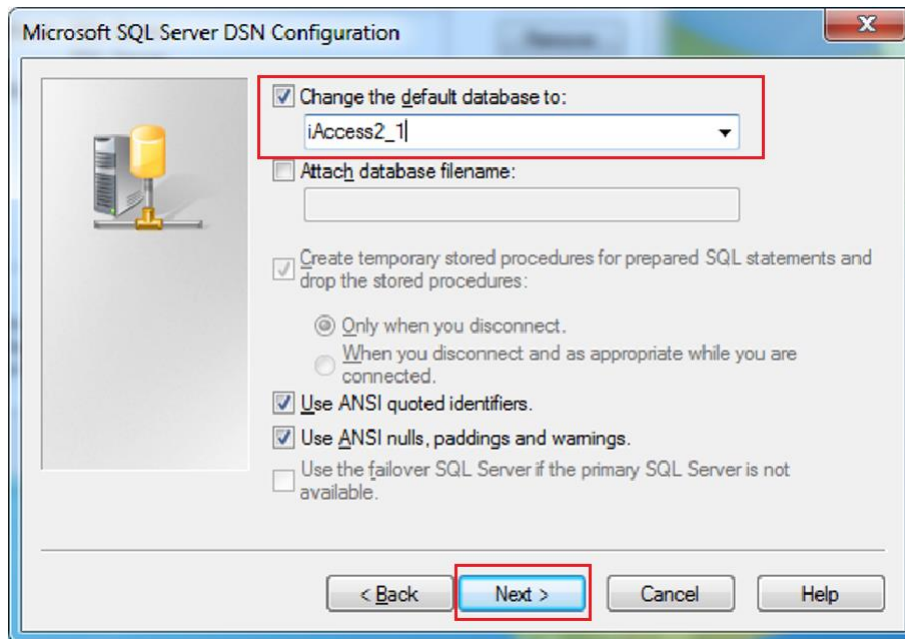 Microsoft SQL Server DSN Configuration
Change the default database to:
iAccess2_1
Attach database filename:
Create temporary stored procedures for prepared SQL statements and
drop the stored procedures:
Only when you disconnect.
When you disconnect and as appropriate while you are
connected.
Use ANSI quoted identifiers.
Use ANSI nulls, paddings and warnings.
Use the failover SQL Server if the primary SQL Server is not
available.
< Back
Next >
Cancel
Help